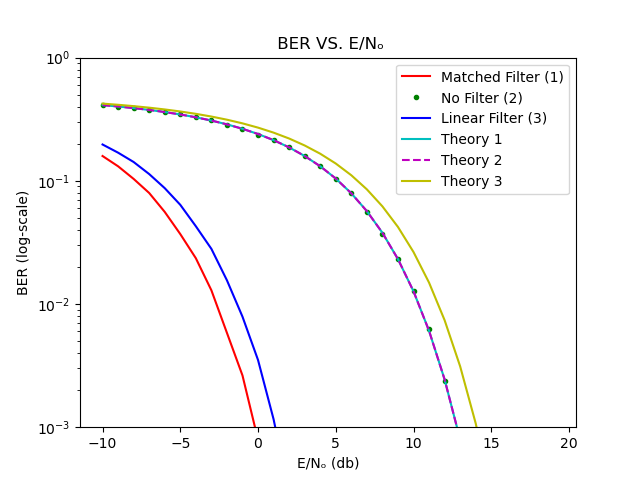 BER VS. E/Nₒ
BER (log-scale)
10⁰
10⁻¹
10⁻²
10⁻³
Matched Filter (1)
No Filter (2)
Linear Filter (3)
Theory 1
Theory 2
Theory 3
−10 −5 0 5 10 15 20
E/Nₒ (db)